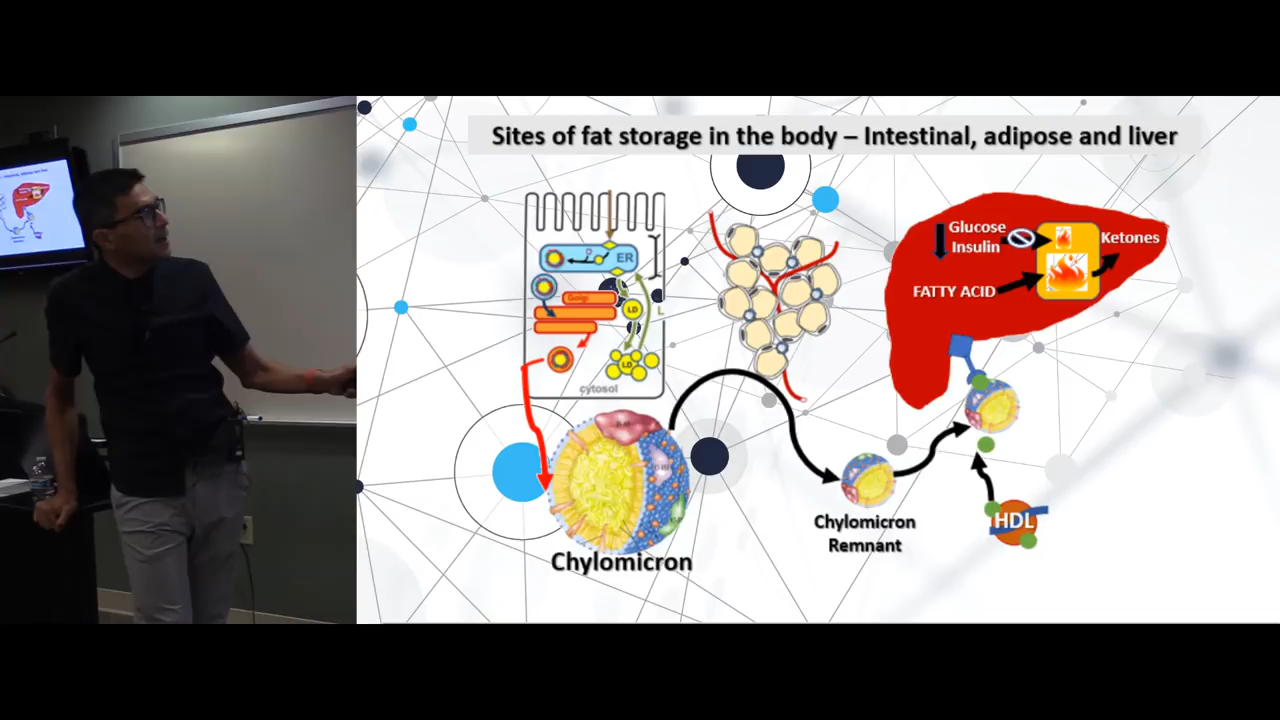 Sites of fat storage in the body – Intestinal, adipose and liver
ER
Golgi
LD
L
LD
cytosol
Glucose
Insulin
Ketones
FATTY ACID
Chylomicron
Chylomicron
Remnant
HDL